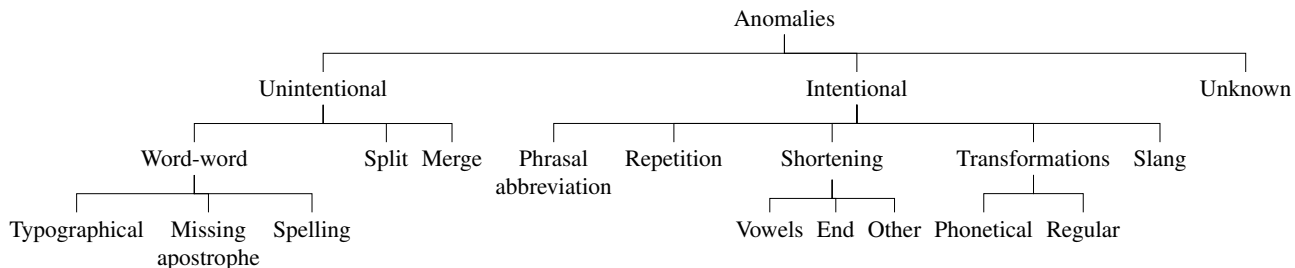 Anomalies
Unintentional Intentional Unknown
Word-word Split Merge Phrasal Repetition Shortening Transformations Slang
abbreviation
Typographical Missing Spelling Vowels End Other Phonetical Regular
apostrophe